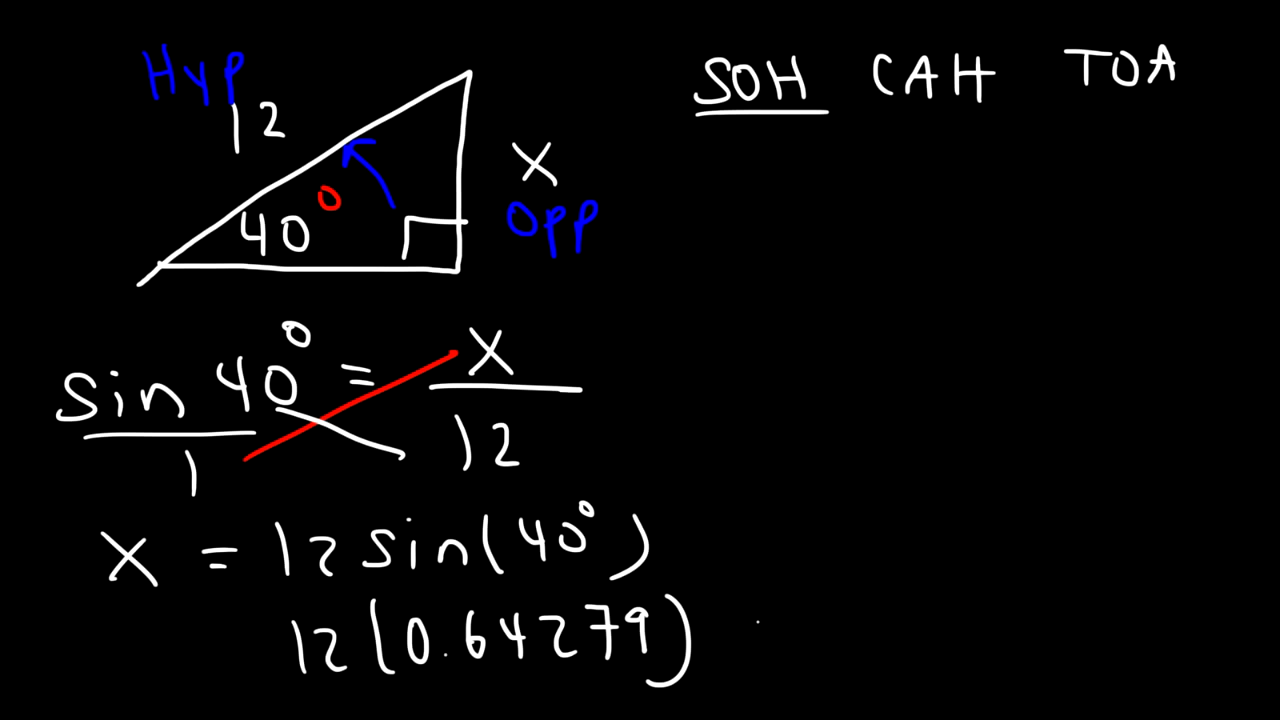 Hyp
12
SOH CAH TOA
x
Opp
40°
sin 40° = x
1 12
x = 12 sin(40°)
12(0.64279)